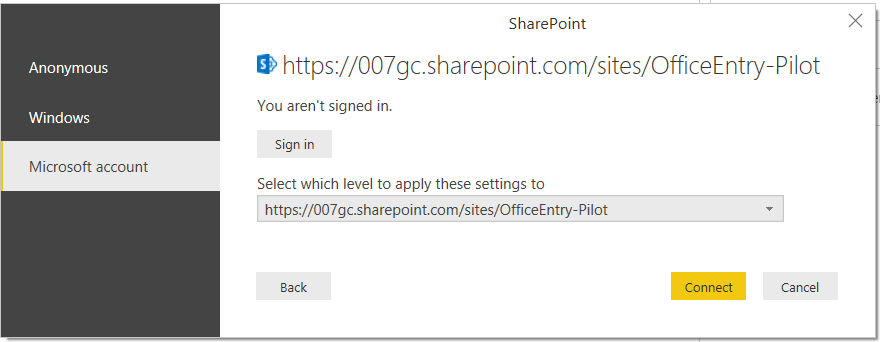 SharePoint
Anonymous
Windows
Microsoft account
https://007gc.sharepoint.com/sites/OfficeEntry-Pilot
You aren't signed in.
Sign in
Select which level to apply these settings to
https://007gc.sharepoint.com/sites/OfficeEntry-Pilot
Back
Connect
Cancel